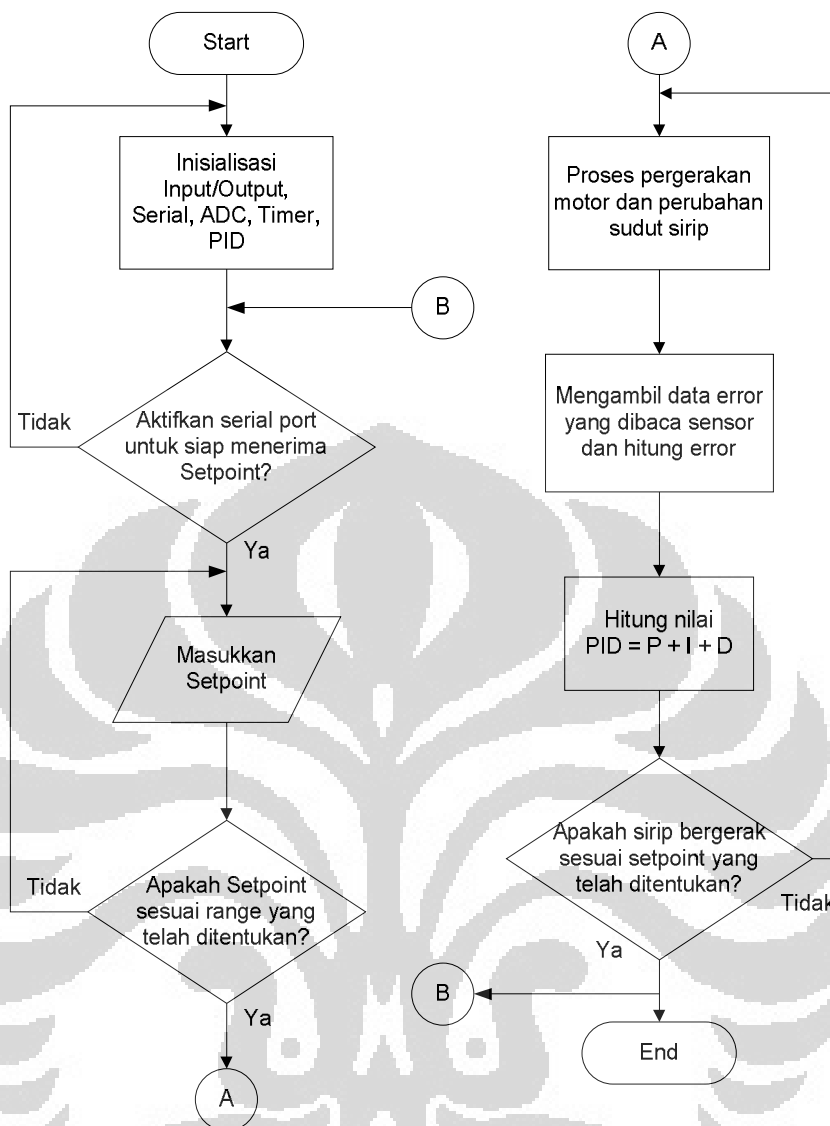 Start
Inisialisasi
Input/Output,
Serial, ADC, Timer,
PID
B
Aktifkan serial port
untuk siap menerima
Setpoint?
Tidak
Ya
Masukkan
Setpoint
Apakah Setpoint
sesuai range yang
telah ditentukan?
Tidak
Ya
A
A
Proses pergerakan
motor dan perubahan
sudut sirip
Mengambil data error
yang dibaca sensor
dan hitung error
Hitung nilai
PID = P + I + D
Apakah sirip bergerak
sesuai setpoint yang
telah ditentukan?
Tidak
Ya
B
End